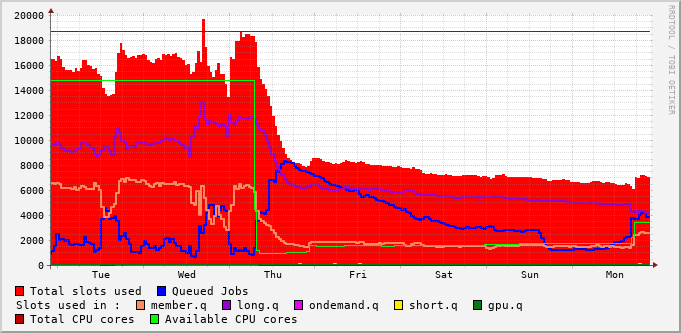 20000
18000
16000
14000
12000
10000
8000
6000
4000
2000
0
Tue Wed Thu Fri Sat Sun Mon
RRDTOOL / TOBI OETIKER
Total slots used Queued Jobs
Slots used in : member.q long.q ondemand.q short.q gpu.q
Total CPU cores Available CPU cores